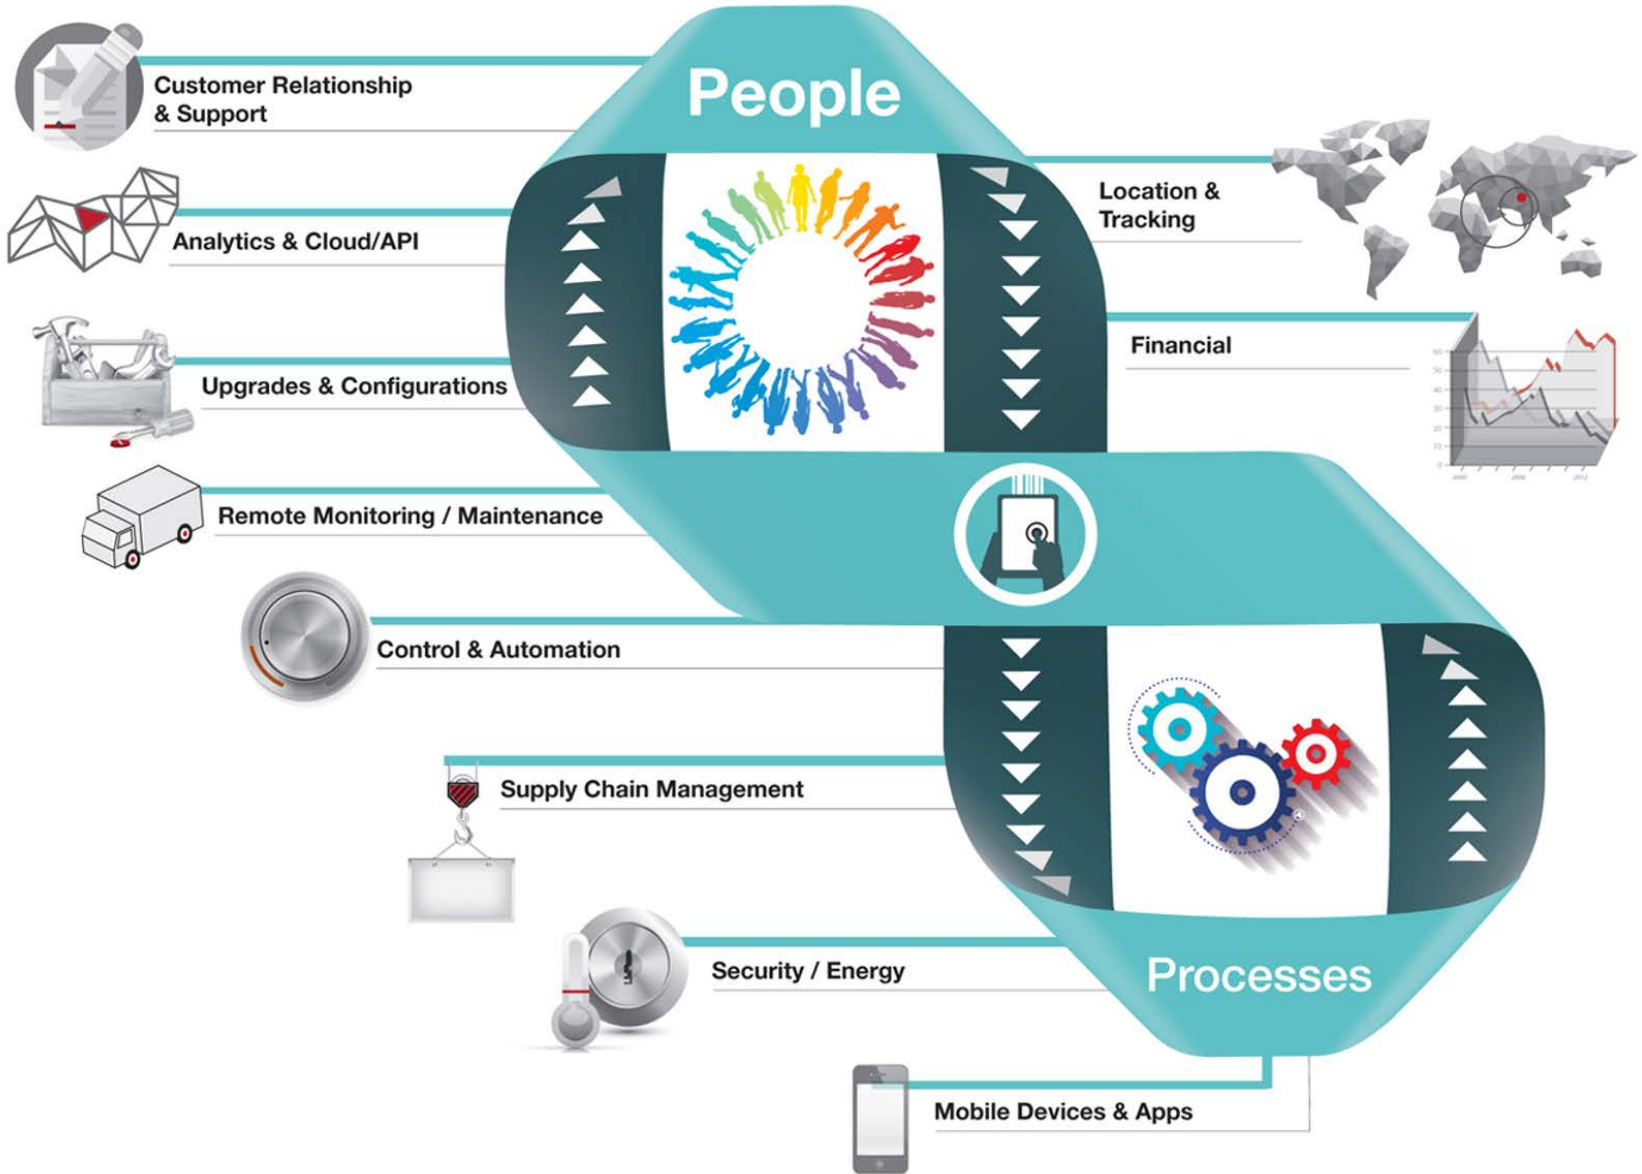 People
Customer Relationship
& Support
Analytics & Cloud/API
Upgrades & Configurations
Remote Monitoring / Maintenance
Control & Automation
Supply Chain Management
Security / Energy
Mobile Devices & Apps
Location &
Tracking
Financial
Processes